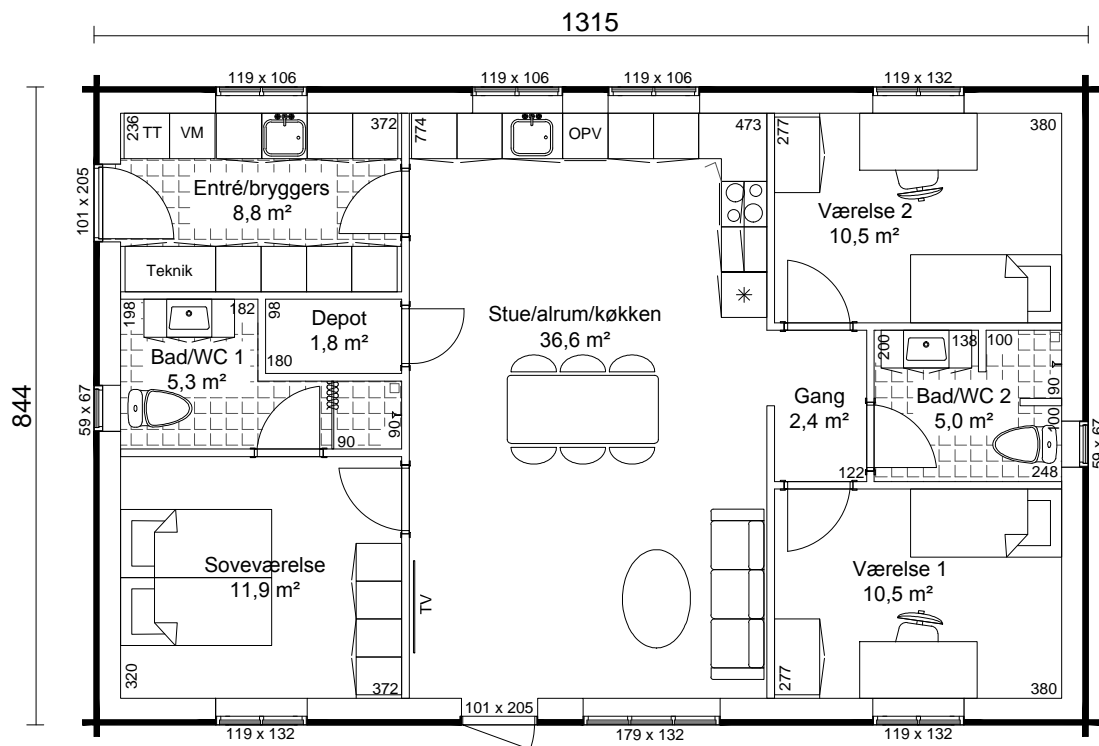 1315
844
119 x 106
119 x 106
119 x 106
119 x 132
236
TT
VM
372
774
OPV
473
277
380
101 x 205
Entré/bryggers
8,8 m²
Værelse 2
10,5 m²
Teknik
198
182
98
Depot
1,8 m²
180
Stue/alrum/køkken
36,6 m²
200
138
100
Bad/WC 1
5,3 m²
Gang
2,4 m²
Bad/WC 2
5,0 m²
90
100
59 x 67
90
90
122
248
59 x 67
Soveværelse
11,9 m²
TV
Værelse 1
10,5 m²
320
372
277
380
101 x 205
119 x 132
179 x 132
119 x 132